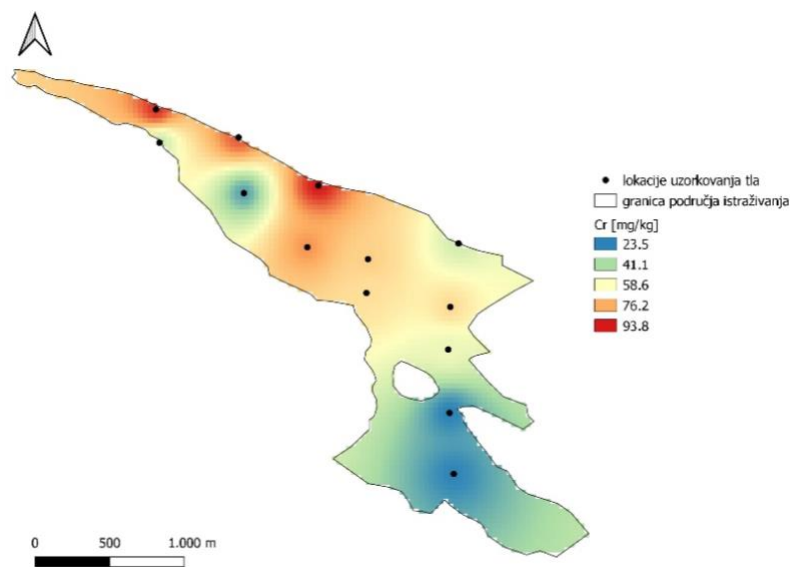 lokacije uzorkovanja tla
granica područja istraživanja
Cr [mg/kg]
23.5
41.1
58.6
76.2
93.8
0 500 1.000 m